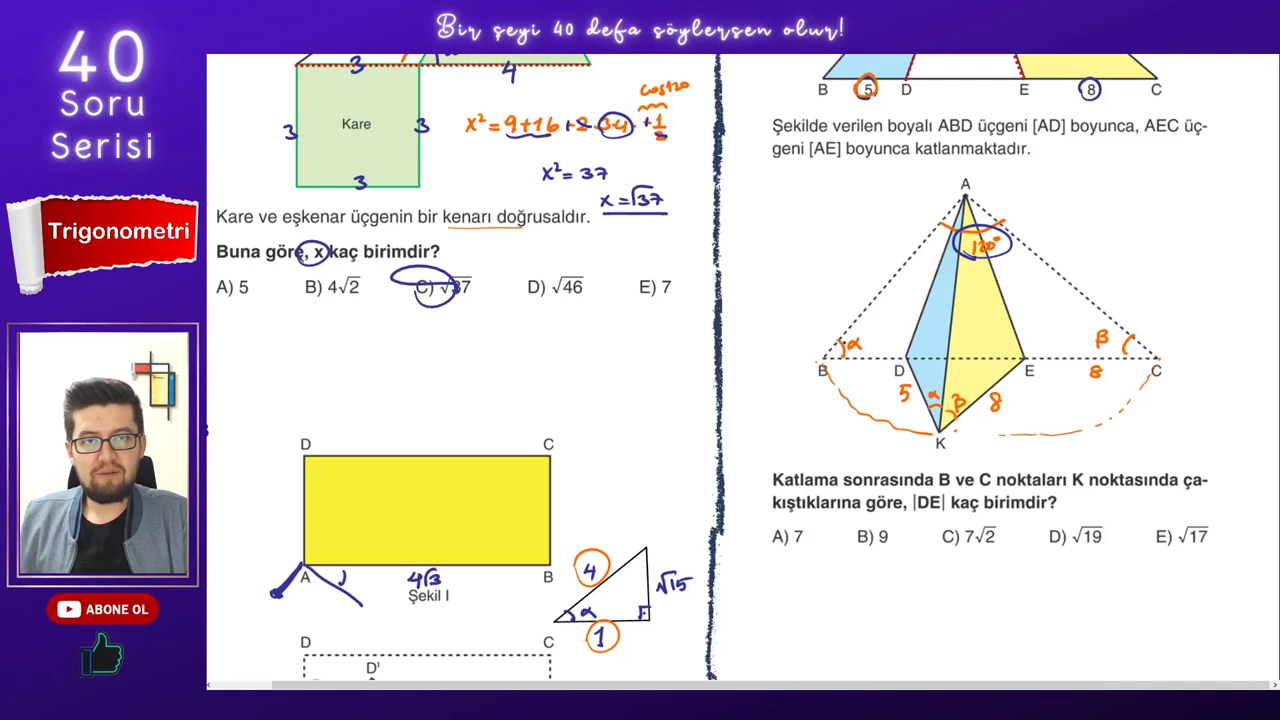 Bir şeyi 40 defa söylersen olur!
40
Soru
Serisi
Trigonometri
ABONE OL
3
4
Kare
3
3
3
cos120
x² = 9+16 +2.3.4.+1/2
x² = 37
x = √37
Kare ve eşkenar üçgenin bir kenarı doğrusaldır.
Buna göre, x kaç birimdir?
A) 5 B) 4√2 C) √37 D) √46 E) 7
D C
A B
4√3
Şekil I
4
√15
α
1
D C
D'
B 5 D E 8 C
Şekilde verilen boyalı ABD üçgeni [AD] boyunca, AEC üç-
geni [AE] boyunca katlanmaktadır.
A
120°
α
β
B D E 8 C
5 α β 8
K
Katlama sonrasında B ve C noktaları K noktasında ça-
kıştıklarına göre, |DE| kaç birimdir?
A) 7 B) 9 C) 7√2 D) √19 E) √17